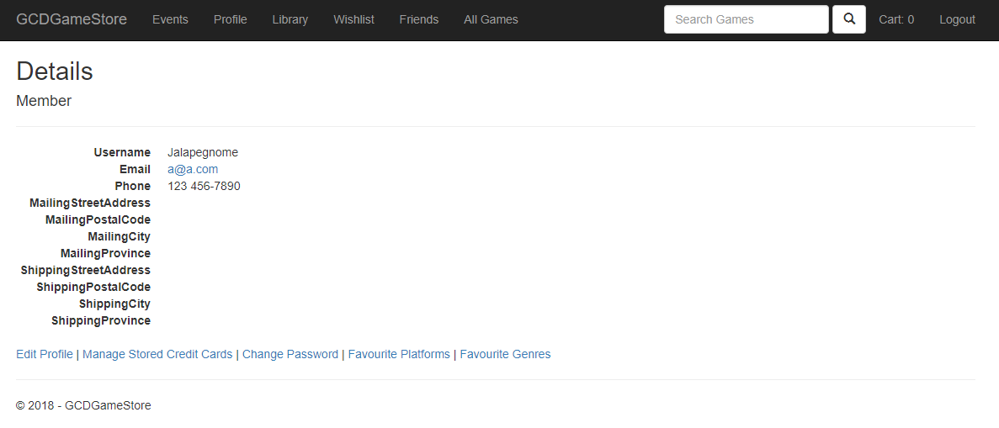 GCDGameStore Events Profile Library Wishlist Friends All Games Search Games Cart: 0 Logout
Details
Member
Username Jalapegnome
Email a@a.com
Phone 123 456-7890
MailingStreetAddress
MailingPostalCode
MailingCity
MailingProvince
ShippingStreetAddress
ShippingPostalCode
ShippingCity
ShippingProvince
Edit Profile | Manage Stored Credit Cards | Change Password | Favourite Platforms | Favourite Genres
© 2018 - GCDGameStore